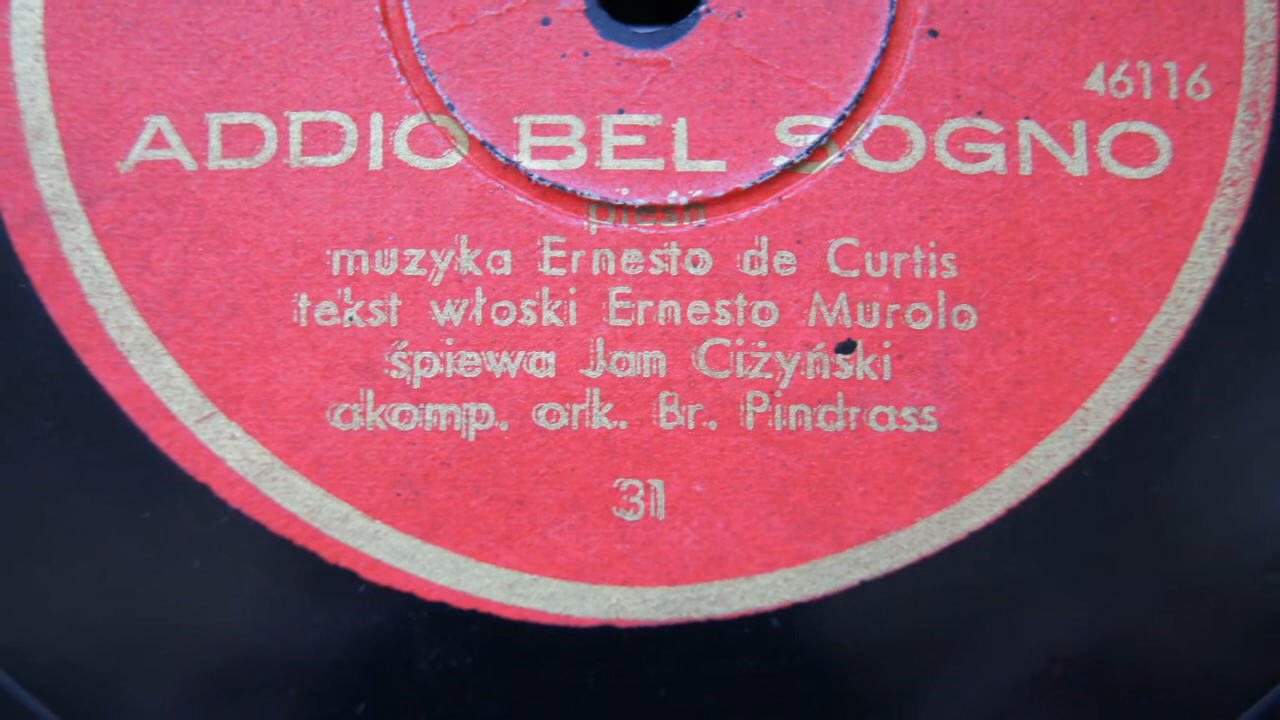 46116
ADDIO BEL SOGNO
pieśń
muzyka Ernesto de Curtis
tekst włoski Ernesto Murolo
śpiewa Jan Ciżyński
akomp. ork. Br. Pindrass
31